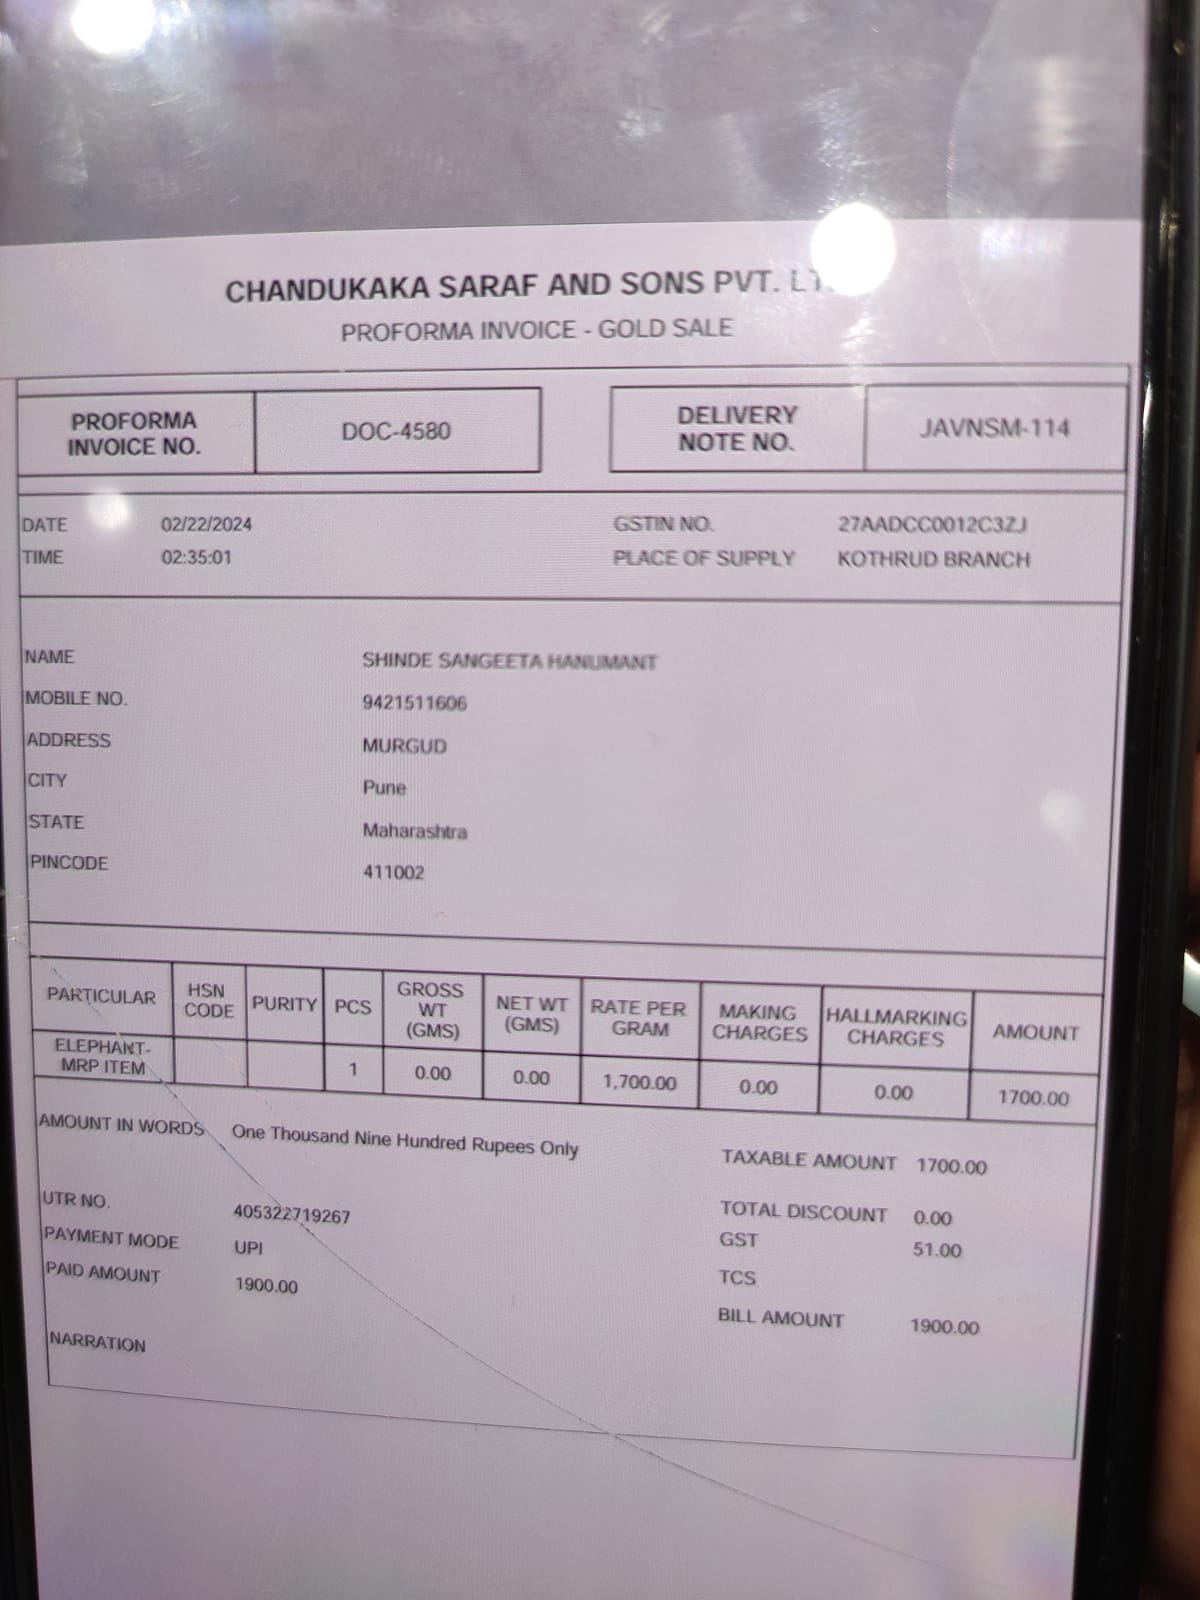 CHANDUKAKA SARAF AND SONS PVT.
PROFORMA INVOICE - GOLD SALE
PROFORMA INVOICE NO. DOC-4580 DELIVERY NOTE NO. JAVNSM-114
DATE 02/22/2024 GSTIN NO. 27AADCC0012C3ZJ
TIME 02:35:01 PLACE OF SUPPLY KOTHRUD BRANCH
NAME SHINDE SANGEETA HANUMANT
MOBILE NO. 9421511606
ADDRESS MURGUD
CITY Pune
STATE Maharashtra
PINCODE 411002
PARTICULAR HSN CODE PURITY PCS GROSS WT (GMS) NET WT (GMS) RATE PER GRAM MAKING CHARGES HALLMARKING CHARGES AMOUNT
ELEPHANT-MRP ITEM 1 0.00 0.00 1,700.00 0.00 0.00 1700.00
AMOUNT IN WORDS One Thousand Nine Hundred Rupees Only TAXABLE AMOUNT 1700.00
UTR NO. 405322719267 TOTAL DISCOUNT 0.00
PAYMENT MODE UPI GST 51.00
PAID AMOUNT 1900.00 TCS
BILL AMOUNT 1900.00
NARRATION